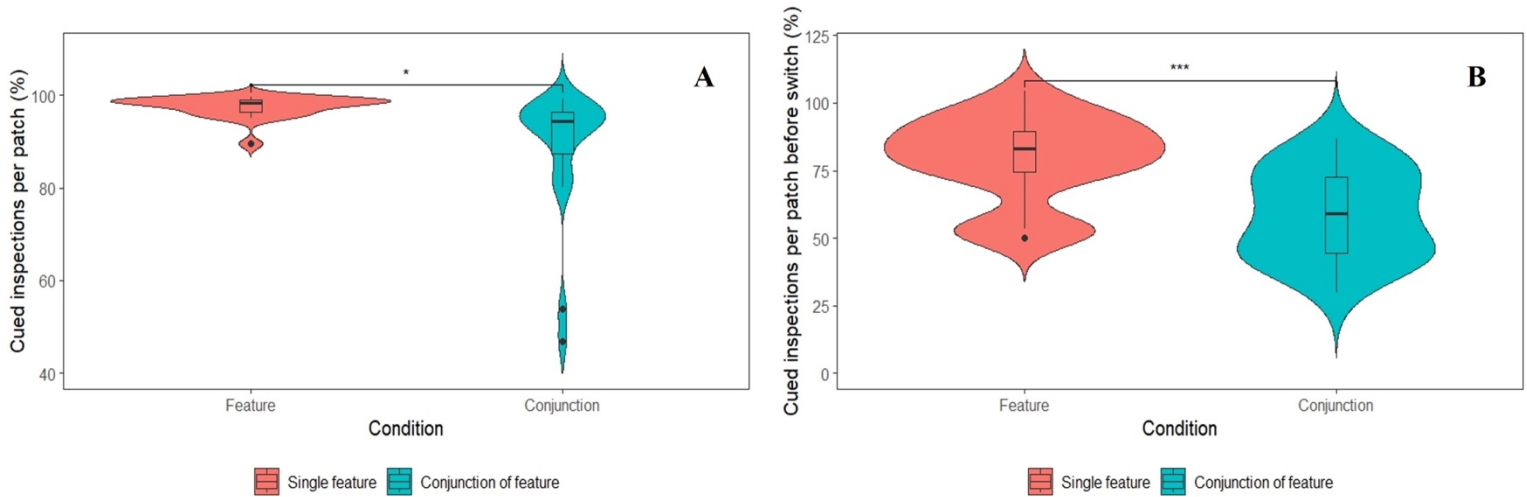 Cued inspections per patch (%)
100
80
60
40
*
A
Feature
Conjunction
Condition
Single feature
Conjunction of feature
Cued inspections per patch before switch (%)
125
100
75
50
25
0
***
B
Feature
Conjunction
Condition
Single feature
Conjunction of feature